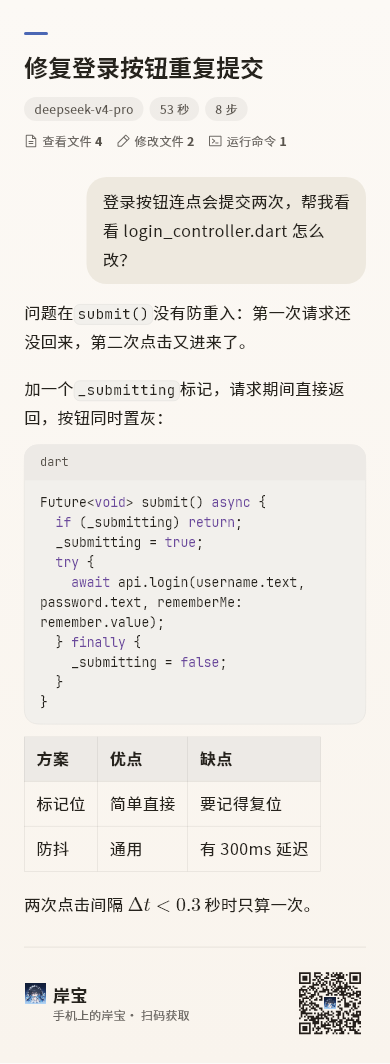 修复登录按钮重复提交
deepseek-v4-pro 53 秒 8 步
查看文件 4 修改文件 2 运行命令 1
登录按钮连点会提交两次，帮我看
看 login_controller.dart 怎么
改？
问题在 submit() 没有防重入：第一次请求还
没回来，第二次点击又进来了。
加一个 _submitting 标记，请求期间直接返
回，按钮同时置灰：
dart
Future<void> submit() async {
  if (_submitting) return;
  _submitting = true;
  try {
    await api.login(username.text,
password.text, rememberMe:
remember.value);
  } finally {
    _submitting = false;
  }
}
方案 优点 缺点
标记位 简单直接 要记得复位
防抖 通用 有 300ms 延迟
两次点击间隔 Δt < 0.3 秒时只算一次。
岸宝
手机上的岸宝 · 扫码获取